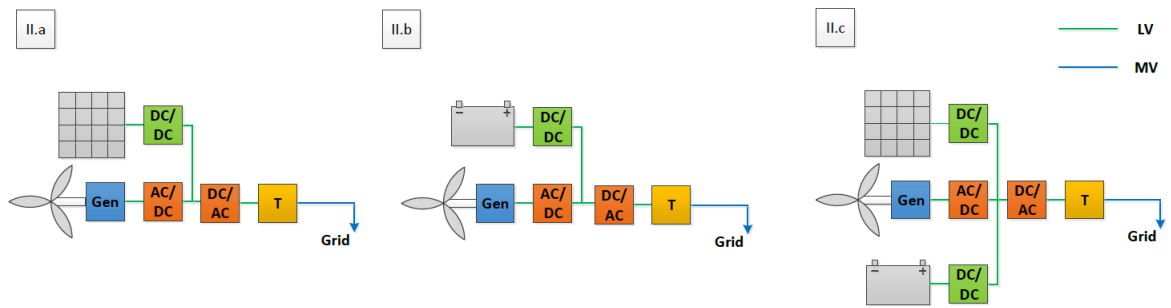 II.a
DC/
DC
Gen
AC/
DC
DC/
AC
T
Grid
II.b
− +
DC/
DC
Gen
AC/
DC
DC/
AC
T
Grid
II.c
LV
MV
DC/
DC
Gen
AC/
DC
DC/
AC
T
Grid
− +
DC/
DC